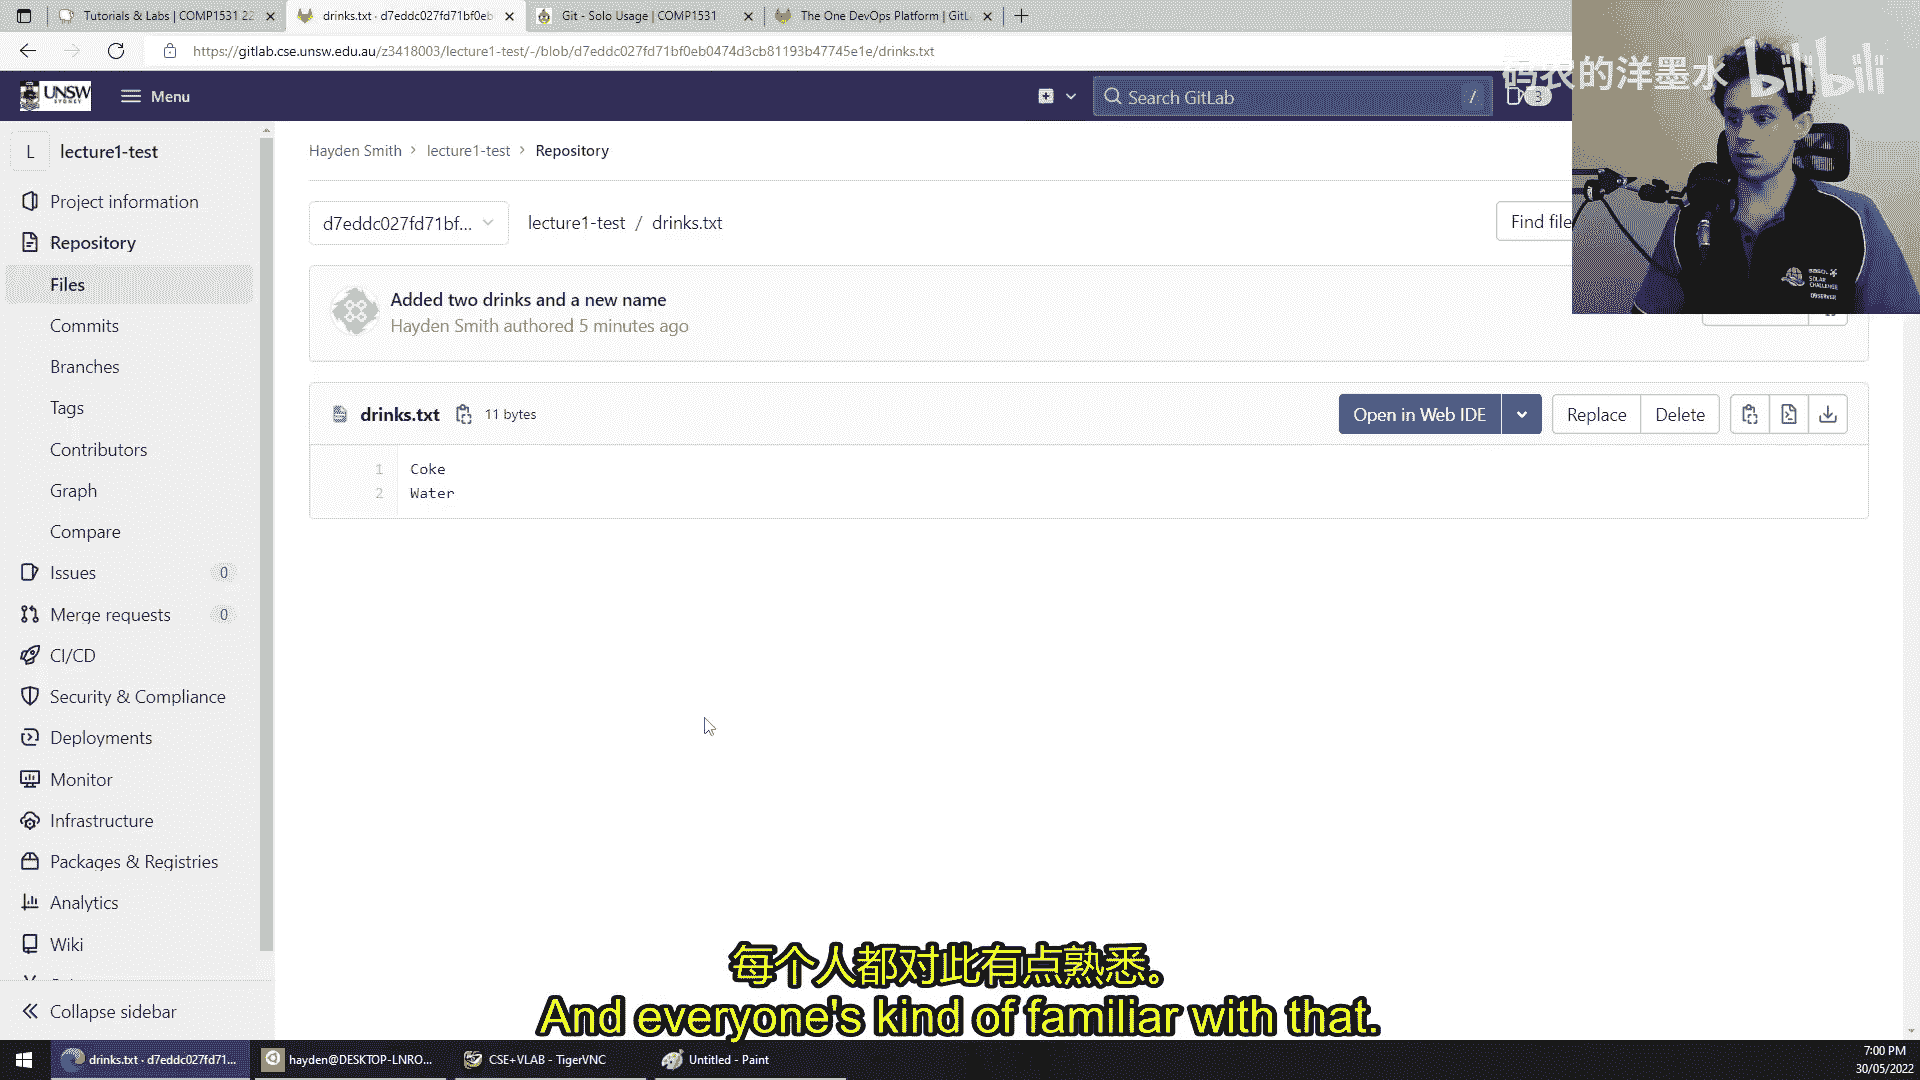 Tutorials & Labs | COMP1531 22
drinks.txt · d7eddc027fd71bf0eb
Git - Solo Usage | COMP1531
The One DevOps Platform | GitL
https://gitlab.cse.unsw.edu.au/z3418003/lecture1-test/-/blob/d7eddc027fd71bf0eb0474d3cb81193b47745e1e/drinks.txt
码农的洋墨水 bilibili
UNSW
SYDNEY
Menu
Search GitLab
/
3
L lecture1-test
Hayden Smith > lecture1-test > Repository
Project information
Repository
Files
Commits
Branches
Tags
Contributors
Graph
Compare
Issues 0
Merge requests 0
CI/CD
Security & Compliance
Deployments
Monitor
Infrastructure
Packages & Registries
Analytics
Wiki
Collapse sidebar
d7eddc027fd71bf...
lecture1-test / drinks.txt
Find file
SOLAR
CHALLENGE
OBSERVER
Added two drinks and a new name
Hayden Smith authored 5 minutes ago
drinks.txt 11 bytes
Open in Web IDE
Replace
Delete
1 Coke
2 Water
每个人都对此有点熟悉。
And everyone's kind of familiar with that.
drinks.txt · d7eddc027fd71...
hayden@DESKTOP-LNRO...
CSE+VLAB - TigerVNC
Untitled - Paint
7:00 PM
30/05/2022